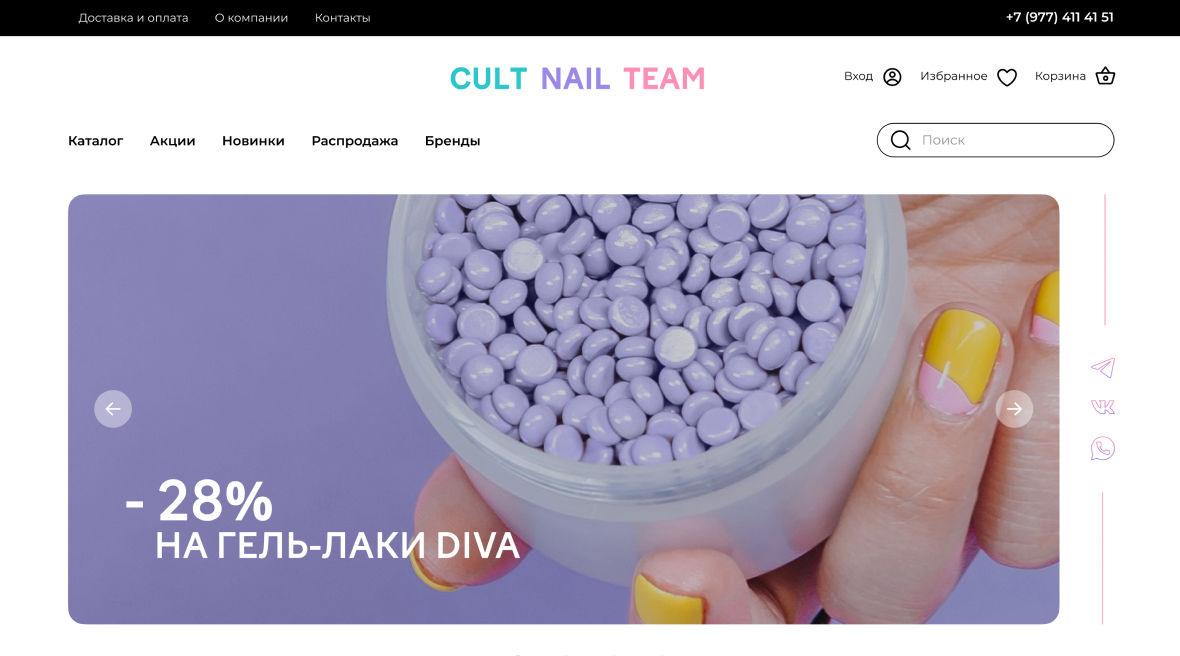 Доставка и оплата О компании Контакты +7 (977) 411 41 51
CULT NAIL TEAM
Вход Избранное Корзина
Каталог Акции Новинки Распродажа Бренды Поиск
- 28%
НА ГЕЛЬ-ЛАКИ DIVA